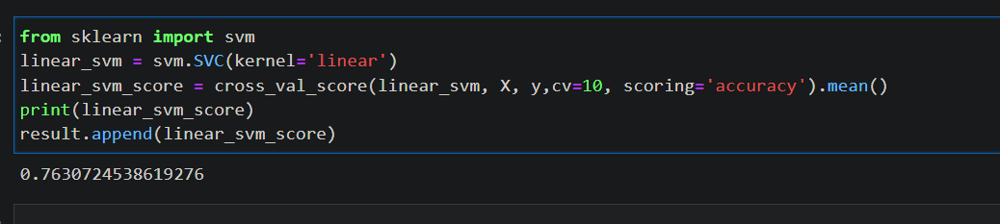 from sklearn import svm
linear_svm = svm.SVC(kernel='linear')
linear_svm_score = cross_val_score(linear_svm, X, y,cv=10, scoring='accuracy').mean()
print(linear_svm_score)
result.append(linear_svm_score)
0.7630724538619276